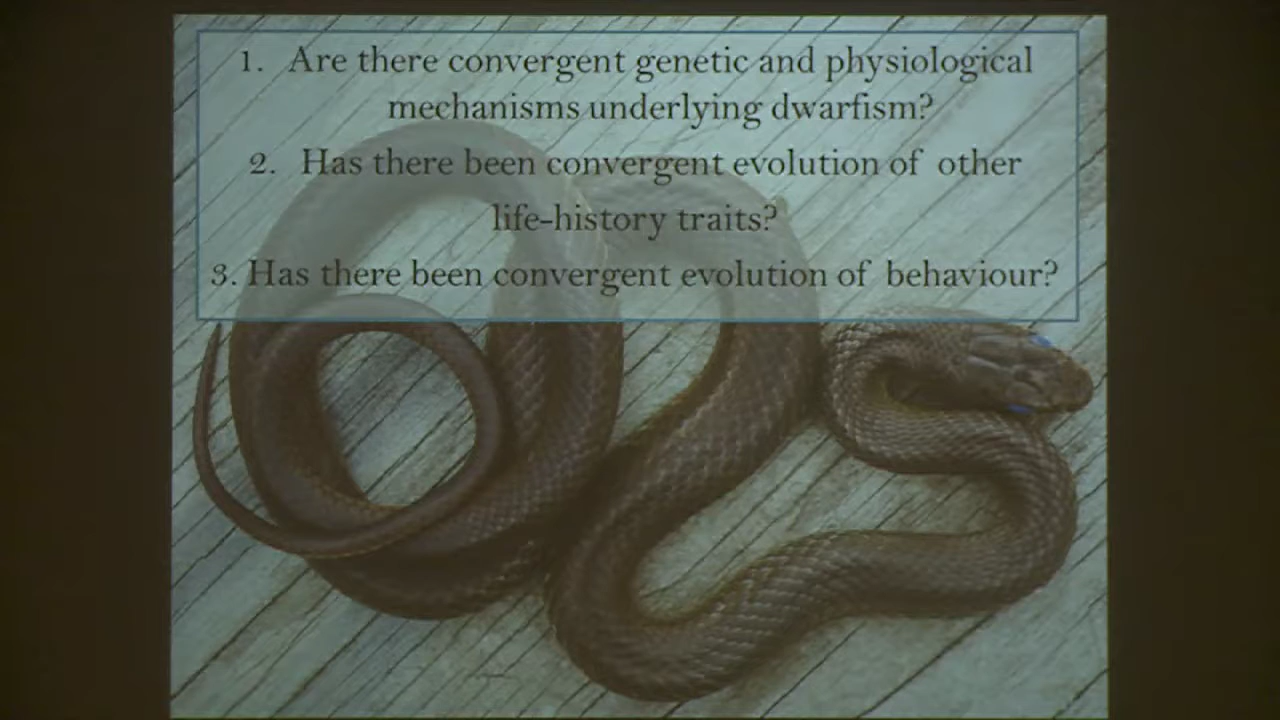 1. Are there convergent genetic and physiological
mechanisms underlying dwarfism?
2. Has there been convergent evolution of other
life-history traits?
3. Has there been convergent evolution of behaviour?